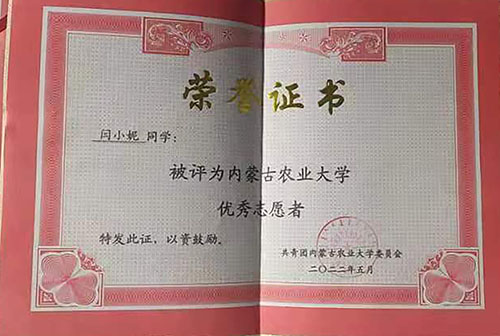 荣誉证书
闫小妮 同学：
被评为内蒙古农业大学
优秀志愿者
特发此证，以资鼓励。
共青团内蒙古农业大学委员会
二〇二二年五月